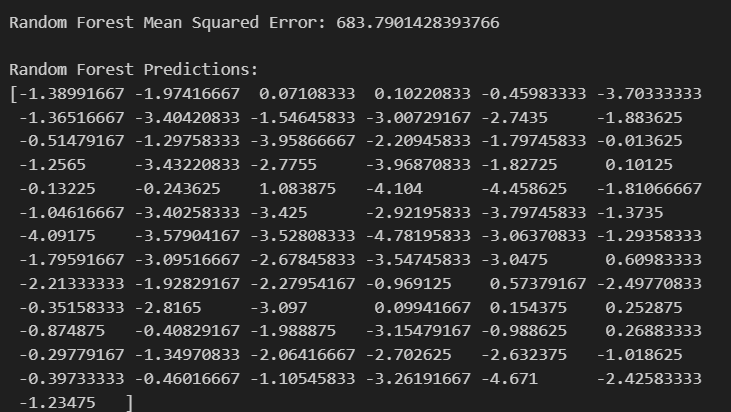 Random Forest Mean Squared Error: 683.7901428393766
Random Forest Predictions:
[-1.38991667 -1.97416667  0.07108333  0.10220833 -0.45983333 -3.70333333
 -1.36516667 -3.40420833 -1.54645833 -3.00729167 -2.7435     -1.883625
 -0.51479167 -1.29758333 -3.95866667 -2.20945833 -1.79745833 -0.013625
 -1.2565     -3.43220833 -2.7755     -3.96870833 -1.82725     0.10125
 -0.13225    -0.243625    1.083875   -4.104      -4.458625   -1.81066667
 -1.04616667 -3.40258333 -3.425      -2.92195833 -3.79745833 -1.3735
 -4.09175    -3.57904167 -3.52808333 -4.78195833 -3.06370833 -1.29358333
 -1.79591667 -3.09516667 -2.67845833 -3.54745833 -3.0475      0.60983333
 -2.21333333 -1.92829167 -2.27954167 -0.969125    0.57379167 -2.49770833
 -0.35158333 -2.8165     -3.097       0.09941667  0.154375    0.252875
 -0.874875   -0.40829167 -1.988875   -3.15479167 -0.988625    0.26883333
 -0.29779167 -1.34970833 -2.06416667 -2.702625   -2.632375   -1.018625
 -0.39733333 -0.46016667 -1.10545833 -3.26191667 -4.671      -2.42583333
 -1.23475   ]